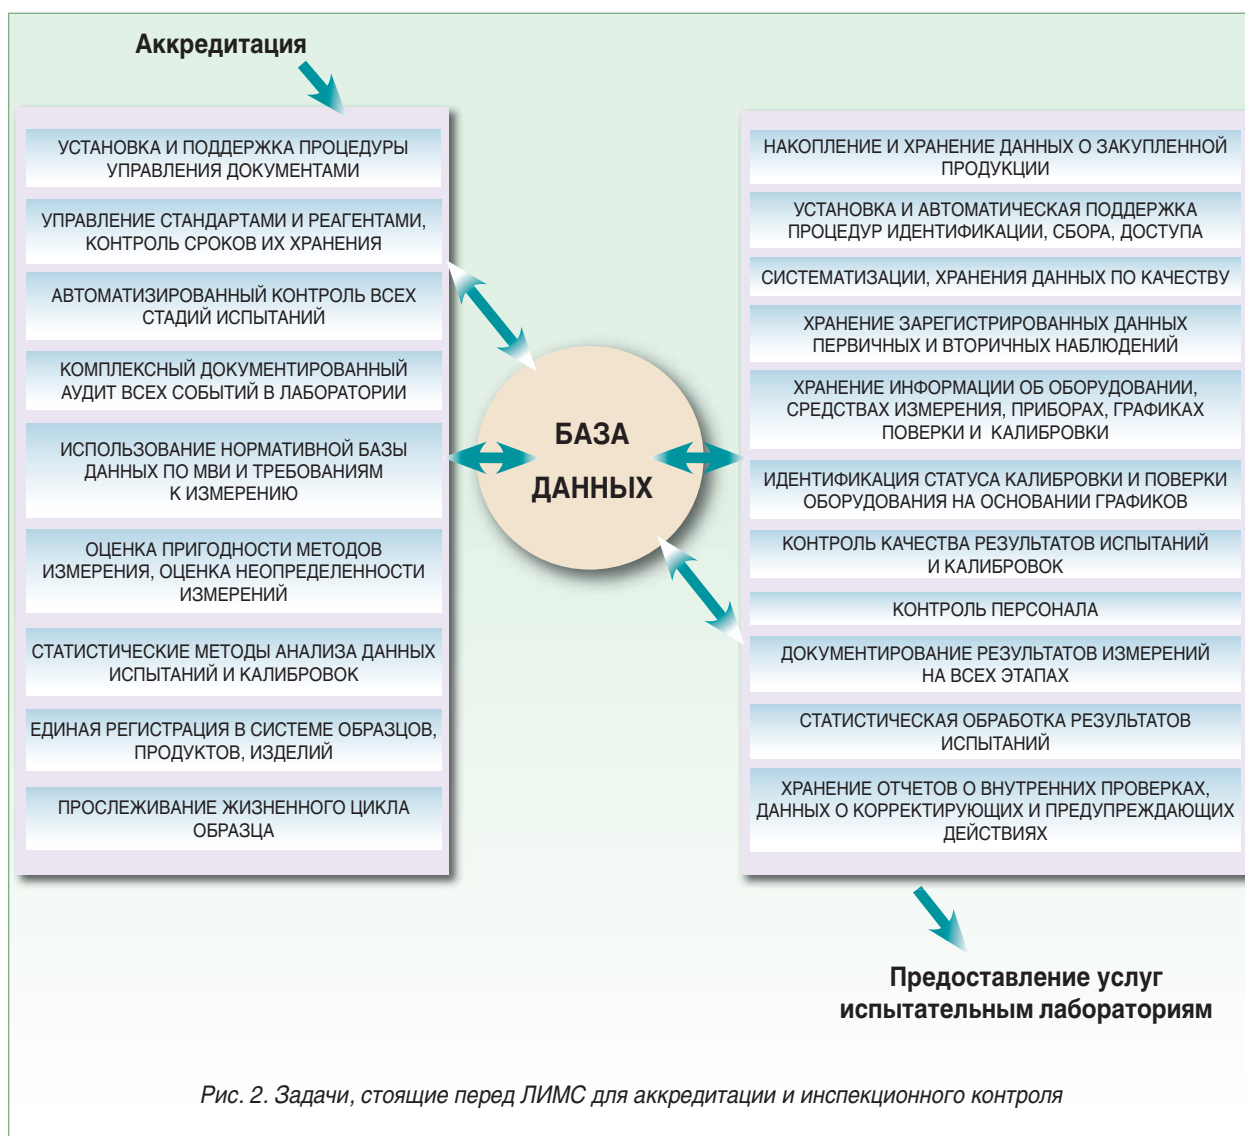 Аккредитация
УСТАНОВКА И ПОДДЕРЖКА ПРОЦЕДУРЫ
УПРАВЛЕНИЯ ДОКУМЕНТАМИ
УПРАВЛЕНИЕ СТАНДАРТАМИ И РЕАГЕНТАМИ,
КОНТРОЛЬ СРОКОВ ИХ ХРАНЕНИЯ
АВТОМАТИЗИРОВАННЫЙ КОНТРОЛЬ ВСЕХ
СТАДИЙ ИСПЫТАНИЙ
КОМПЛЕКСНЫЙ ДОКУМЕНТИРОВАННЫЙ
АУДИТ ВСЕХ СОБЫТИЙ В ЛАБОРАТОРИИ
ИСПОЛЬЗОВАНИЕ НОРМАТИВНОЙ БАЗЫ
ДАННЫХ ПО МВИ И ТРЕБОВАНИЯМ
К ИЗМЕРЕНИЮ
ОЦЕНКА ПРИГОДНОСТИ МЕТОДОВ
ИЗМЕРЕНИЯ, ОЦЕНКА НЕОПРЕДЕЛЕННОСТИ
ИЗМЕРЕНИЙ
СТАТИСТИЧЕСКИЕ МЕТОДЫ АНАЛИЗА ДАННЫХ
ИСПЫТАНИЙ И КАЛИБРОВОК
ЕДИНАЯ РЕГИСТРАЦИЯ В СИСТЕМЕ ОБРАЗЦОВ,
ПРОДУКТОВ, ИЗДЕЛИЙ
ПРОСЛЕЖИВАНИЕ ЖИЗНЕННОГО ЦИКЛА
ОБРАЗЦА
БАЗА
ДАННЫХ
НАКОПЛЕНИЕ И ХРАНЕНИЕ ДАННЫХ О ЗАКУПЛЕННОЙ
ПРОДУКЦИИ
УСТАНОВКА И АВТОМАТИЧЕСКАЯ ПОДДЕРЖКА
ПРОЦЕДУР ИДЕНТИФИКАЦИИ, СБОРА, ДОСТУПА
СИСТЕМАТИЗАЦИИ, ХРАНЕНИЯ ДАННЫХ ПО КАЧЕСТВУ
ХРАНЕНИЕ ЗАРЕГИСТРИРОВАННЫХ ДАННЫХ
ПЕРВИЧНЫХ И ВТОРИЧНЫХ НАБЛЮДЕНИЙ
ХРАНЕНИЕ ИНФОРМАЦИИ ОБ ОБОРУДОВАНИИ,
СРЕДСТВАХ ИЗМЕРЕНИЯ, ПРИБОРАХ, ГРАФИКАХ
ПОВЕРКИ И КАЛИБРОВКИ
ИДЕНТИФИКАЦИЯ СТАТУСА КАЛИБРОВКИ И ПОВЕРКИ
ОБОРУДОВАНИЯ НА ОСНОВАНИИ ГРАФИКОВ
КОНТРОЛЬ КАЧЕСТВА РЕЗУЛЬТАТОВ ИСПЫТАНИЙ
И КАЛИБРОВОК
КОНТРОЛЬ ПЕРСОНАЛА
ДОКУМЕНТИРОВАНИЕ РЕЗУЛЬТАТОВ ИЗМЕРЕНИЙ
НА ВСЕХ ЭТАПАХ
СТАТИСТИЧЕСКАЯ ОБРАБОТКА РЕЗУЛЬТАТОВ
ИСПЫТАНИЙ
ХРАНЕНИЕ ОТЧЕТОВ О ВНУТРЕННИХ ПРОВЕРКАХ,
ДАННЫХ О КОРРЕКТИРУЮЩИХ И ПРЕДУПРЕЖДАЮЩИХ
ДЕЙСТВИЯХ
Предоставление услуг
испытательным лабораториям
Рис. 2. Задачи, стоящие перед ЛИМС для аккредитации и инспекционного контроля